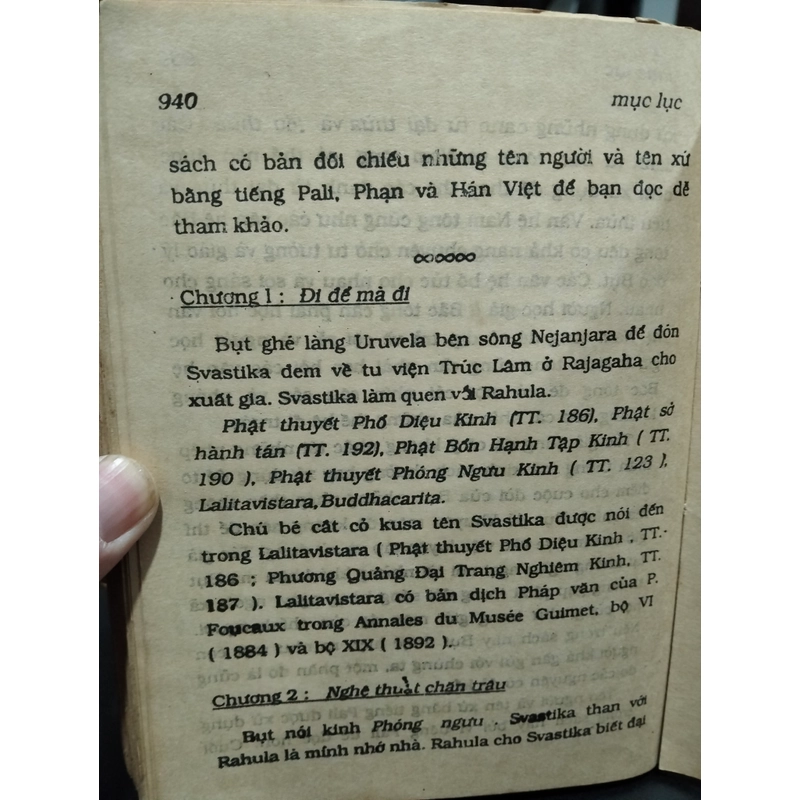 940
mục lục
sách có bản đối chiếu những tên người và tên xứ
bằng tiếng Pali, Phạn và Hán Việt để bạn đọc dễ
tham khảo.
Chương 1 : Đi để mà đi
Bụt ghé làng Uruvela bên sông Nejanjara để đón
Svastika đem về tu viện Trúc Lâm ở Rajagaha cho
xuất gia. Svastika làm quen với Rahula.
Phật thuyết Phổ Diệu Kinh (TT. 186), Phật sở
hành tán (TT. 192), Phật Bổn Hạnh Tập Kinh ( TT.
190 ), Phật thuyết Phóng Ngưu Kinh ( TT. 123 ),
Lalitavistara, Buddhacarita.
Chú bé cắt cỏ kusa tên Svastika được nói đến
trong Lalitavistara ( Phật thuyết Phổ Diệu Kinh , TT.
186 ; Phương Quảng Đại Trang Nghiêm Kinh, TT.
187 ). Lalitavistara có bản dịch Pháp văn của P.
Foucaux trong Annales du Musée Guimet, bộ VI
( 1884 ) và bộ XIX ( 1892 ).
Chương 2 : Nghệ thuật chăn trâu
Bụt nói kinh Phóng ngưu . Svastika than với
Rahula là mình nhớ nhà. Rahula cho Svastika biết đại